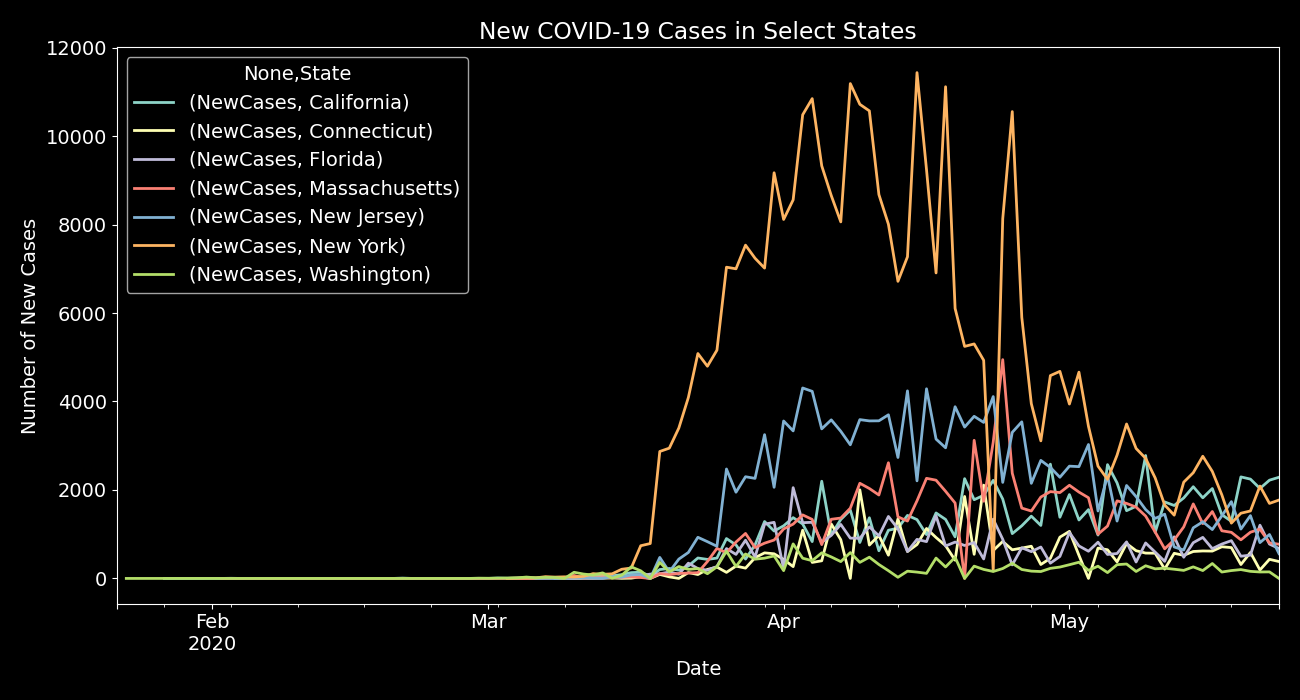 New COVID-19 Cases in Select States
12000
10000
8000
6000
4000
2000
0
Number of New Cases
None,State
(NewCases, California)
(NewCases, Connecticut)
(NewCases, Florida)
(NewCases, Massachusetts)
(NewCases, New Jersey)
(NewCases, New York)
(NewCases, Washington)
Feb
2020
Mar
Apr
May
Date